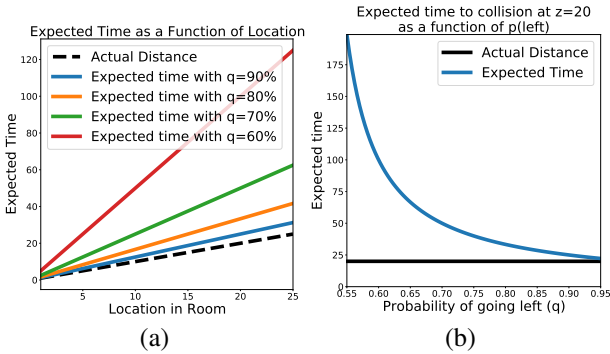 Expected Time as a Function of Location
Expected Time
120
100
80
60
40
20
0
Actual Distance
Expected time with q=90%
Expected time with q=80%
Expected time with q=70%
Expected time with q=60%
5
10
15
20
25
Location in Room
(a)
Expected time to collision at z=20
as a function of p(left)
Expected time
175
150
125
100
75
50
25
0
Actual Distance
Expected Time
0.55
0.60
0.65
0.70
0.75
0.80
0.85
0.90
0.95
Probability of going left (q)
(b)